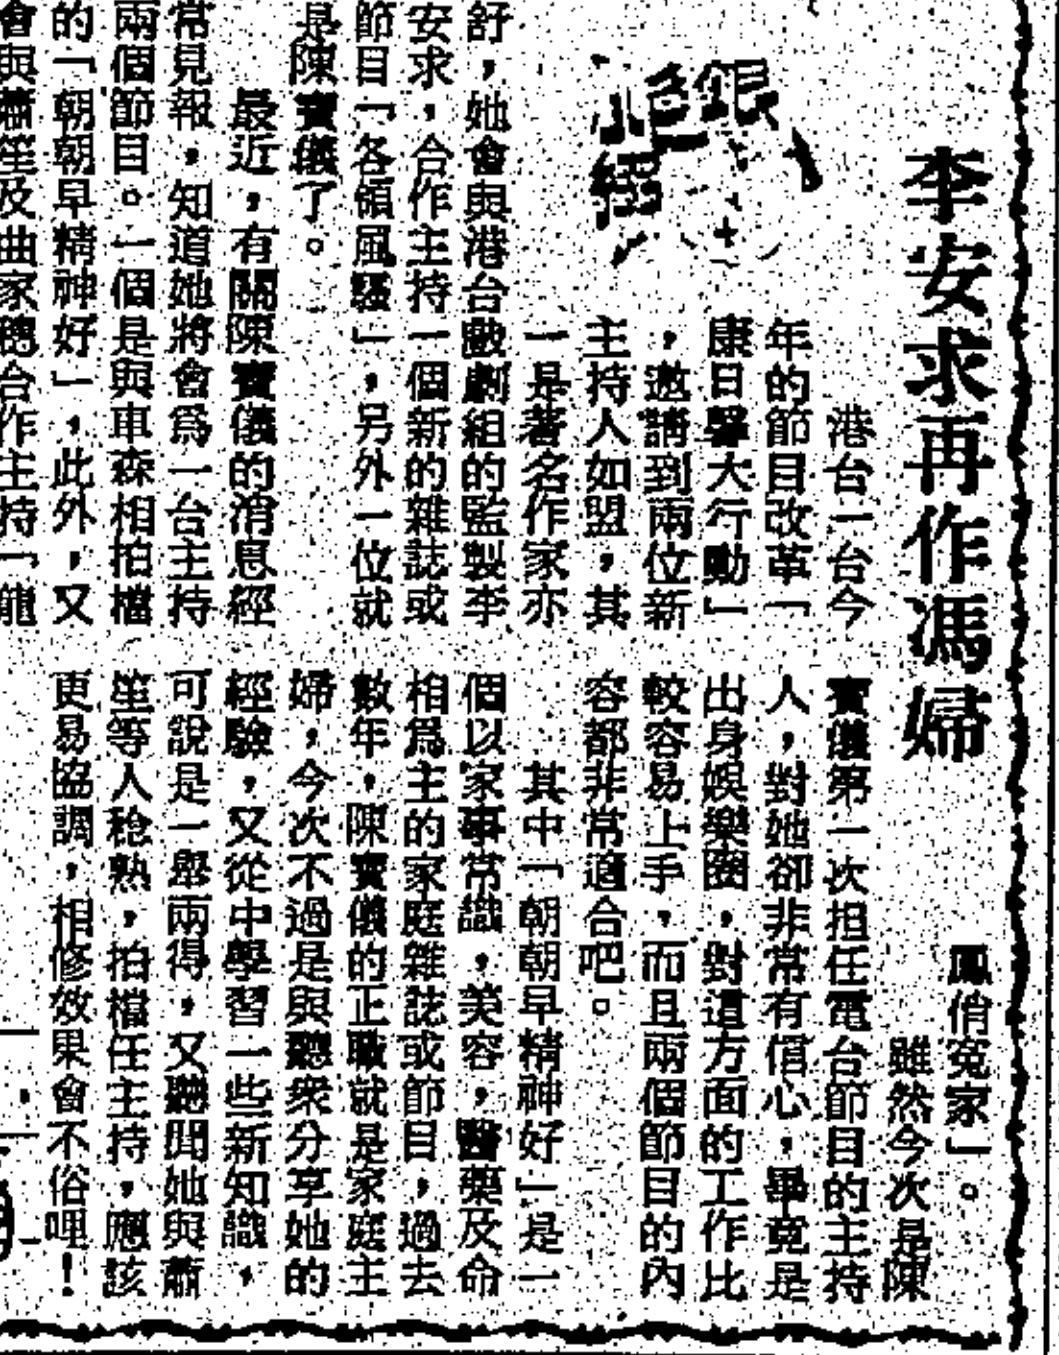 李安求再作馮婦
港台一台今
年的節目改革「
康日馨大行動」
，邀請到兩位新
主持人如盟，其
一是著名作家亦
舒，她會與港台戲劇組的監製李
安求，合作主持一個新的雜誌或
節目「各領風騷」，另外一位就
是陳寶儀了。
最近，有關陳寶儀的消息經
常見報，知道她將會爲一台主持
兩個節目。一個是與車森相拍檔
的「朝朝早精神好」，此外，又
會與蕭笙及曲家聰合作主持「龍
鳳俏冤家」。
雖然今次是陳
寶儀第一次担任電台節目的主持
人，對她卻非常有信心，畢竟是
出身娛樂圈，對這方面的工作比
較容易上手，而且兩個節目的內
容都非常適合吧。
其中「朝朝早精神好」是一
個以家事常識，美容，醫藥及命
相爲主的家庭雜誌或節目，過去
數年，陳寶儀的正職就是家庭主
婦，今次不過是與聽衆分享她的
經驗，又從中學習一些新知識，
可說是一舉兩得，又聽聞她與蕭
笙等人稔熟，拍檔任主持，應該
更易協調，相修效果會不俗哩！